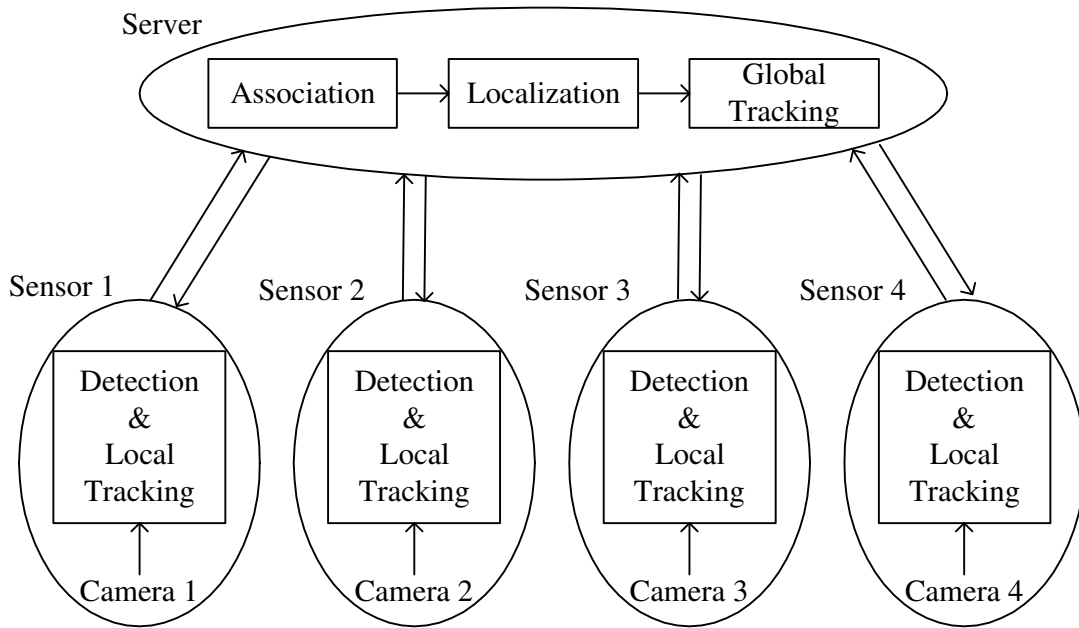 Server
Association
Localization
Global
Tracking
Sensor 1
Sensor 2
Sensor 3
Sensor 4
Detection
&
Local
Tracking
Detection
&
Local
Tracking
Detection
&
Local
Tracking
Detection
&
Local
Tracking
Camera 1
Camera 2
Camera 3
Camera 4